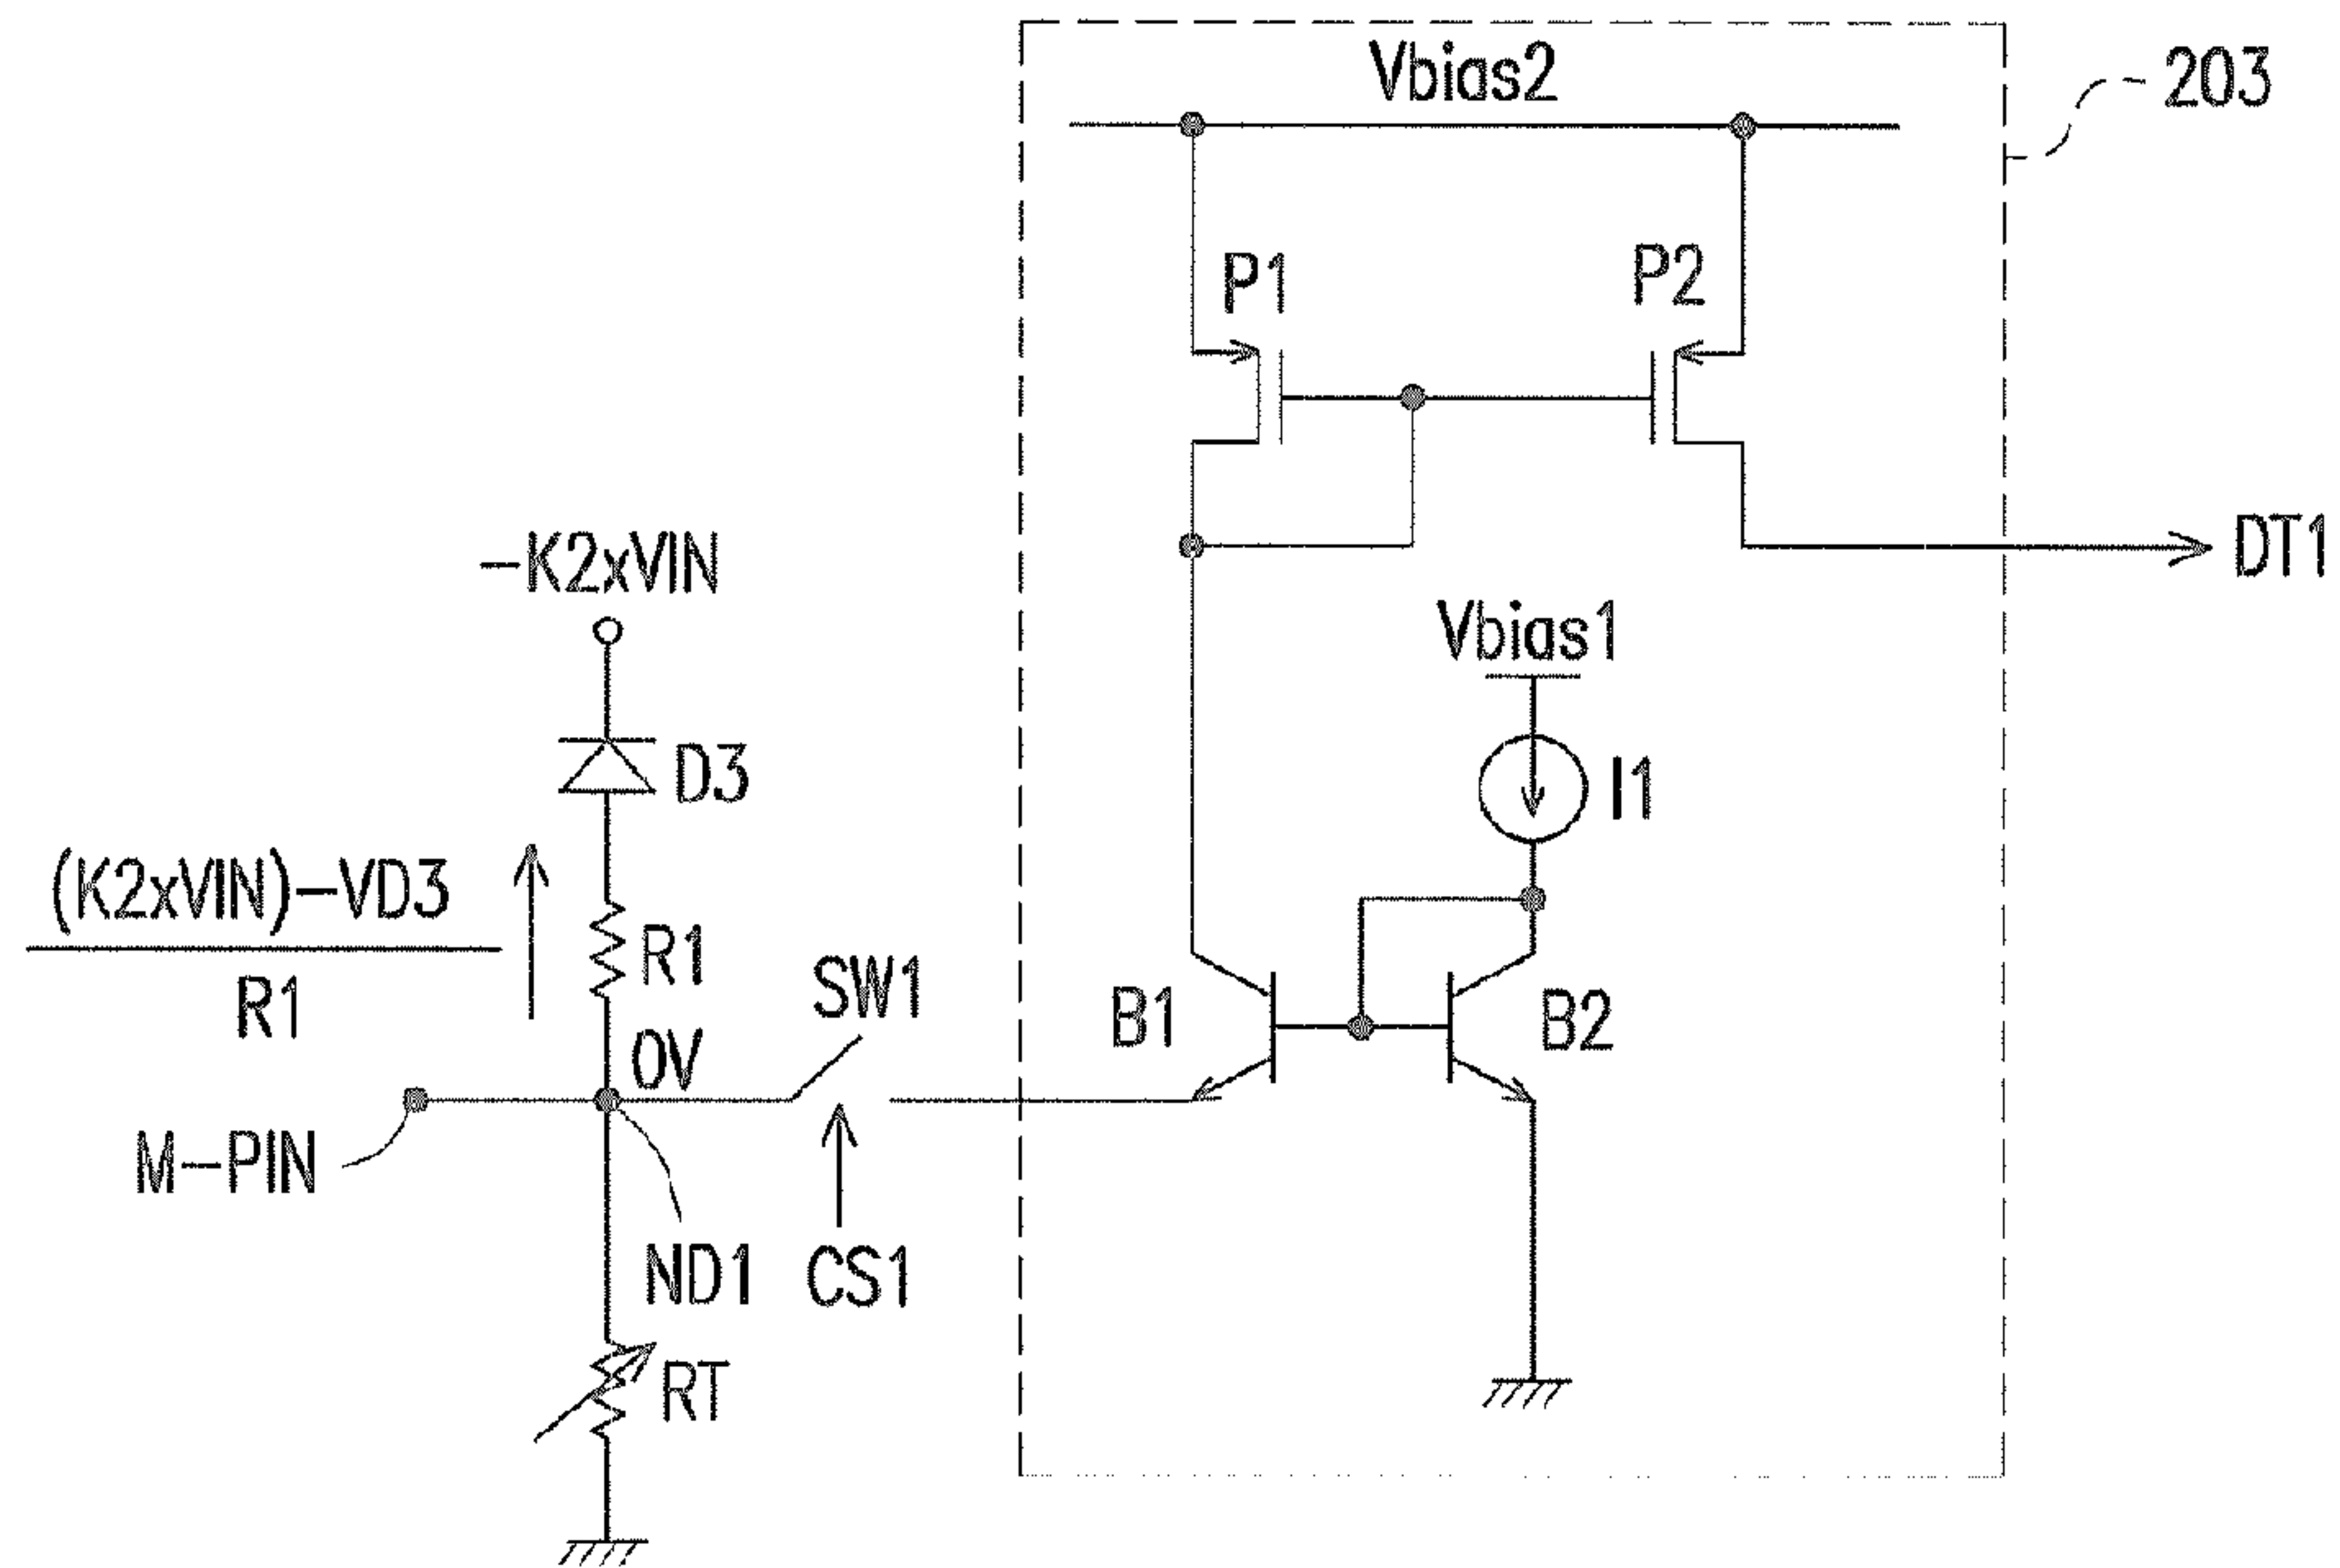 Vbias2
203
P1
P2
-K2xVIN
DT1
Vbias1
D3
I1
(K2xVIN)-VD3
R1
R1
SW1
0V
B1
B2
M-PIN
ND1
CS1
RT